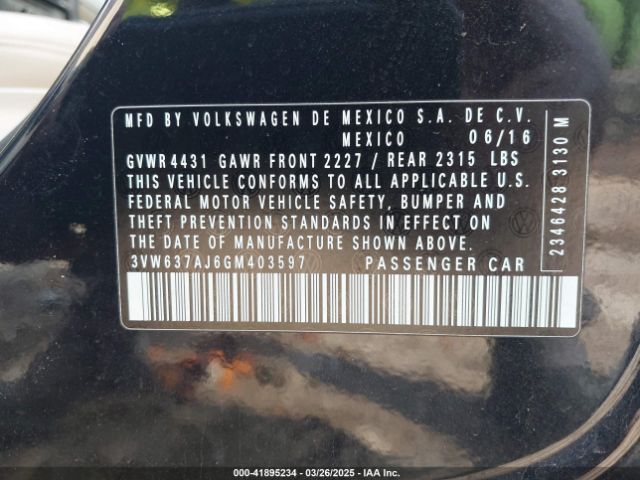 MFD BY VOLKSWAGEN DE MEXICO S.A. DE C.V.
MEXICO 06/16
GVWR 4431 GAWR FRONT 2227 / REAR 2315 LBS
THIS VEHICLE CONFORMS TO ALL APPLICABLE U.S.
FEDERAL MOTOR VEHICLE SAFETY, BUMPER AND
THEFT PREVENTION STANDARDS IN EFFECT ON
THE DATE OF MANUFACTURE SHOWN ABOVE.
3VW637AJ6GM403597 PASSENGER CAR
2346428 3130 M
000-41895234 - 03/26/2025 - IAA Inc.